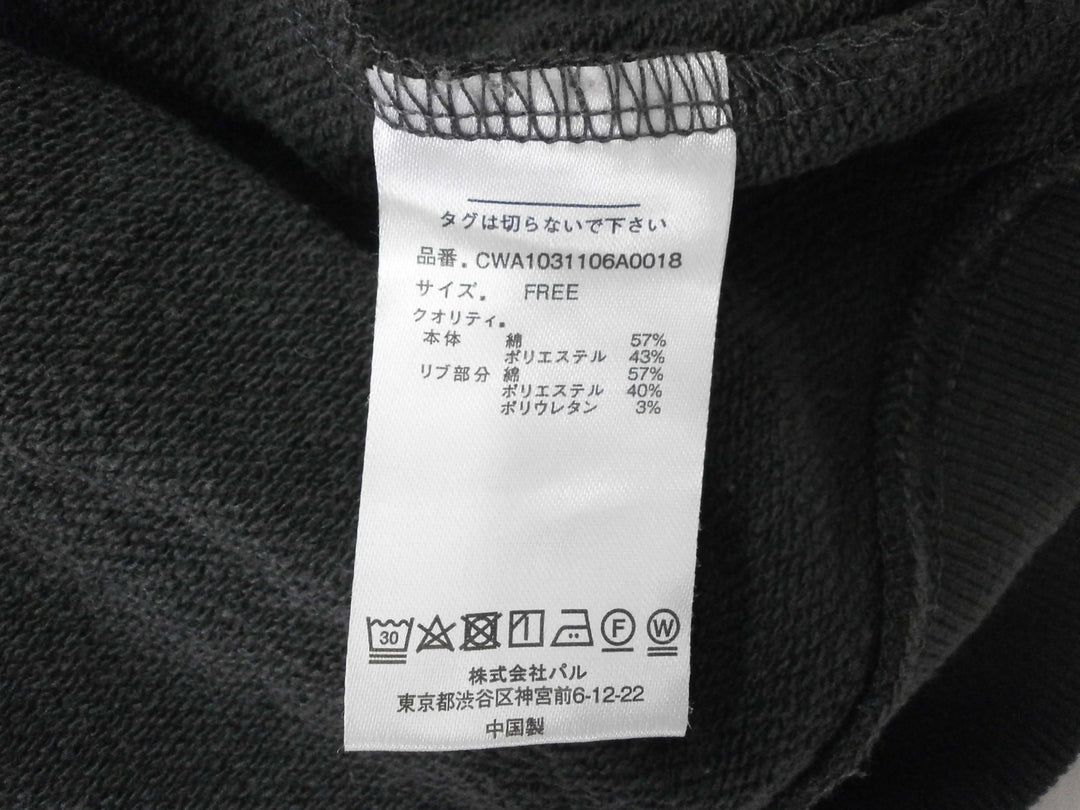 タグは切らないで下さい
品番. CWA1031106A0018
サイズ. FREE
クオリティ.
本体 綿 57%
ポリエステル 43%
リブ部分 綿 57%
ポリエステル 40%
ポリウレタン 3%
30 F W
株式会社パル
東京都渋谷区神宮前6-12-22
中国製